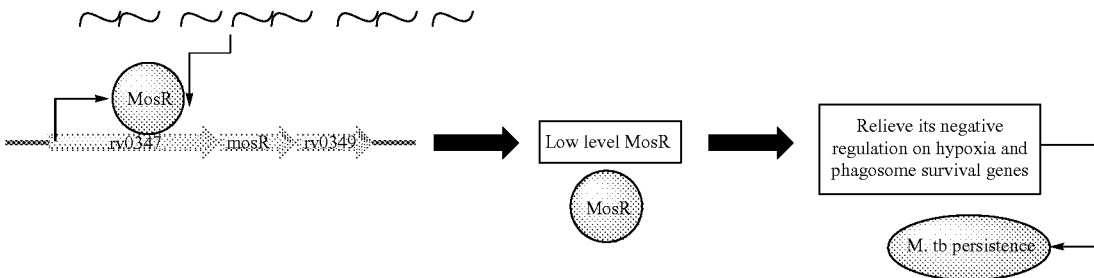 MosR
rv0347
mosR
rv0349
Low level MosR
MosR
Relieve its negative
regulation on hypoxia and
phagosome survival genes
M. tb persistence